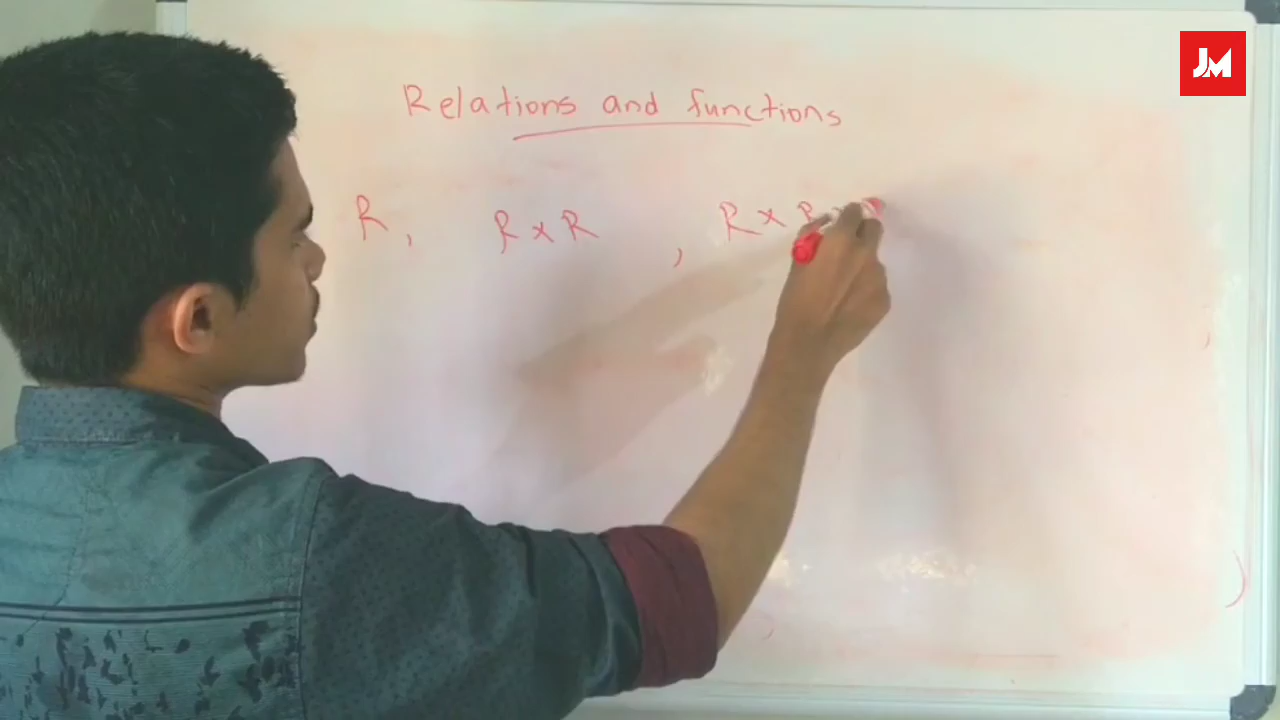 JM
Relations and functions
R, R × R , R × R